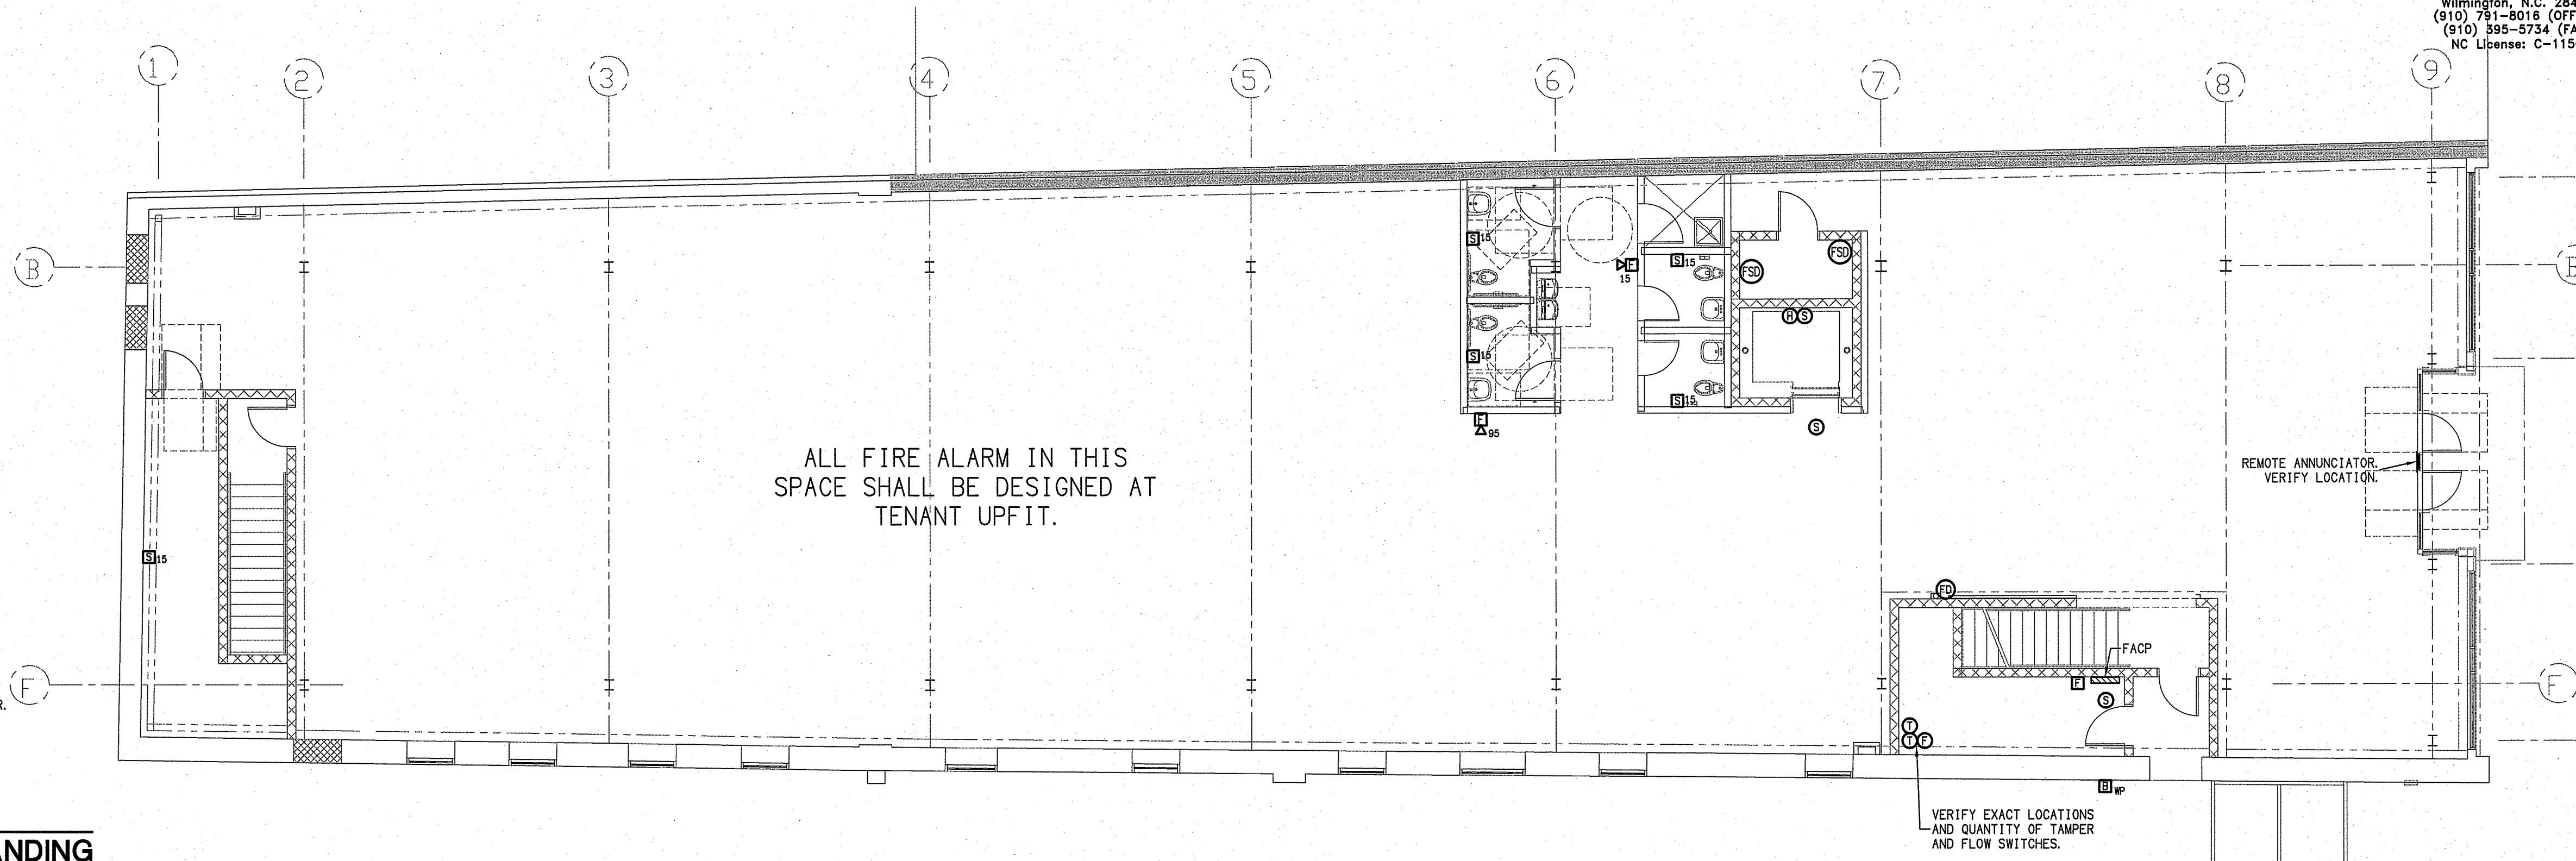 Wilmington, N.C. 284
(910) 791-8016 (OFF
(910) 395-5734 (FA
NC License: C-115
1
2
3
4
5
6
7
8
9
B
FSD
FSD
S 15
F
15
S 15
H S
S 15
S 15
F
95
S
ALL FIRE ALARM IN THIS
SPACE SHALL BE DESIGNED AT
TENANT UPFIT.
REMOTE ANNUNCIATOR.
VERIFY LOCATION.
S 15
FD
FACP
F
F
F
S
R.
T
T F
B WP
VERIFY EXACT LOCATIONS
AND QUANTITY OF TAMPER
AND FLOW SWITCHES.
ANDING